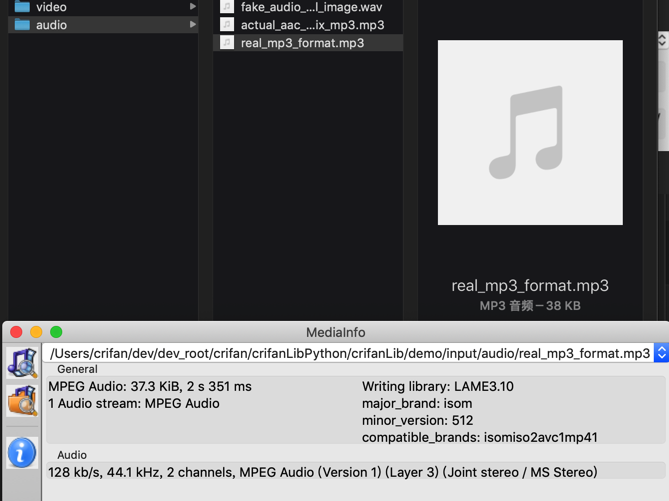 video
audio
fake_audio_...l_image.wav
actual_aac_...ix_mp3.mp3
real_mp3_format.mp3
real_mp3_format.mp3
MP3 音频－38 KB
MediaInfo
/Users/crifan/dev/dev_root/crifan/crifanLibPython/crifanLib/demo/input/audio/real_mp3_format.mp3
General
MPEG Audio: 37.3 KiB, 2 s 351 ms
1 Audio stream: MPEG Audio
Writing library: LAME3.10
major_brand: isom
minor_version: 512
compatible_brands: isomiso2avc1mp41
Audio
128 kb/s, 44.1 kHz, 2 channels, MPEG Audio (Version 1) (Layer 3) (Joint stereo / MS Stereo)